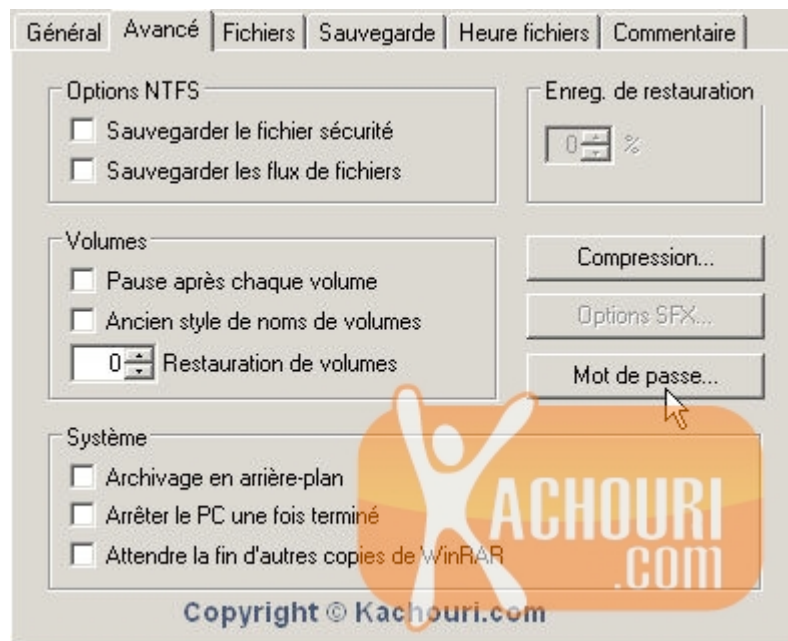 Général Avancé Fichiers Sauvegarde Heure fichiers Commentaire
Options NTFS
Sauvegarder le fichier sécurité
Sauvegarder les flux de fichiers
Enreg. de restauration
0 %
Volumes
Pause après chaque volume
Ancien style de noms de volumes
0 Restauration de volumes
Compression...
Options SFX...
Mot de passe...
Système
Archivage en arrière-plan
Arrêter le PC une fois terminé
Attendre la fin d'autres copies de WinRAR
KACHOURI
.COM
Copyright © Kachouri.com